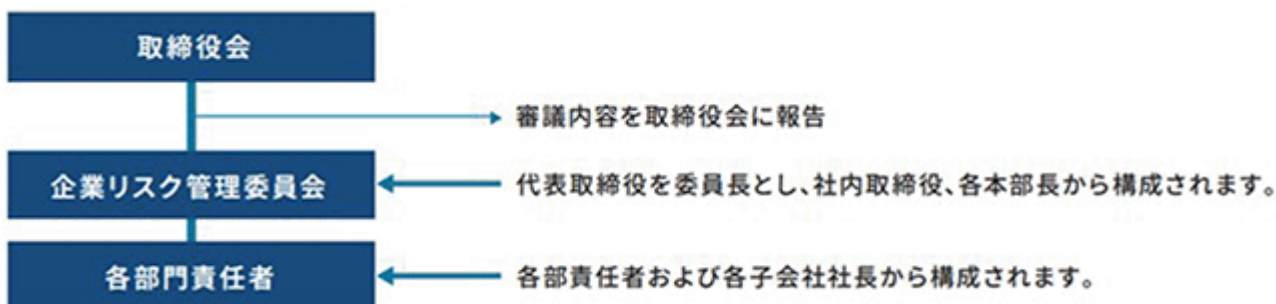 取締役会
審議内容を取締役会に報告
企業リスク管理委員会
代表取締役を委員長とし、社内取締役、各本部長から構成されます。
各部門責任者
各部責任者および各子会社社長から構成されます。